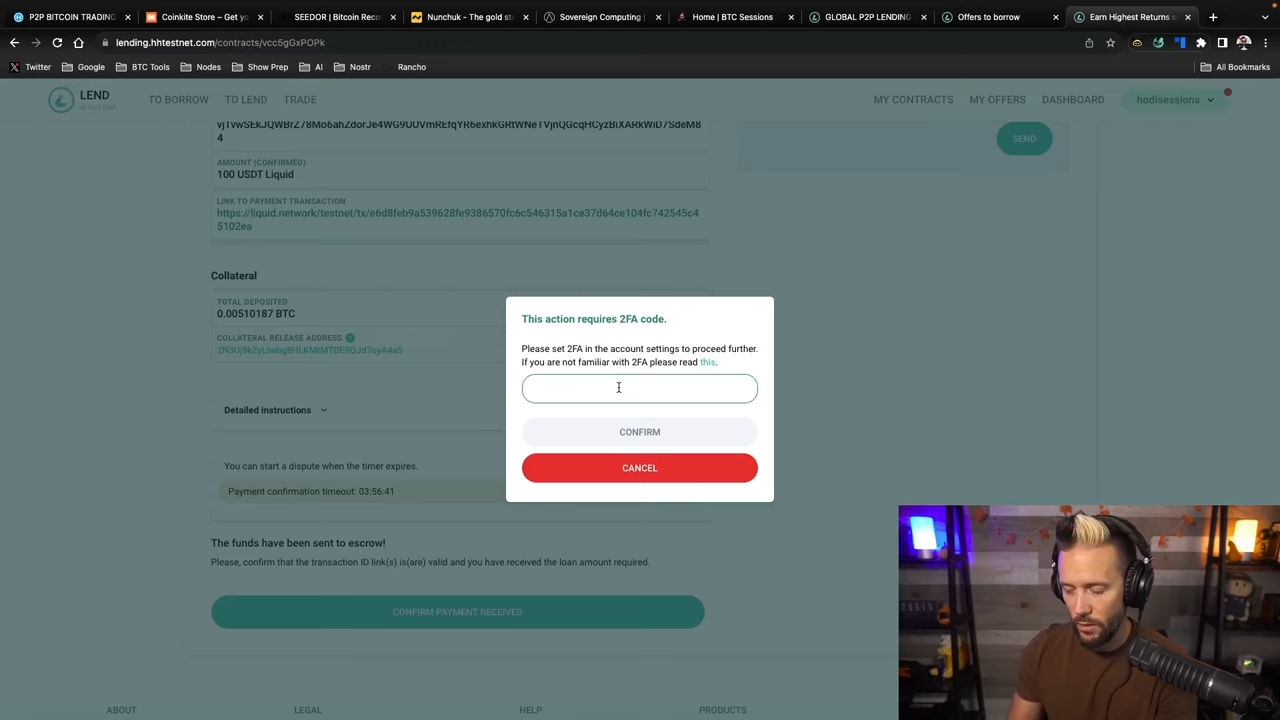 P2P BITCOIN TRADING
Coinkite Store – Get yo
SEEDOR | Bitcoin Reco
Nunchuk - The gold sta
Sovereign Computing |
Home | BTC Sessions
GLOBAL P2P LENDING
Offers to borrow
Earn Highest Returns o
lending.hhtestnet.com/contracts/vcc5gGxPOPk
Twitter
Google
BTC Tools
Nodes
Show Prep
AI
Nostr
Rancho
All Bookmarks
LEND
at Hodl Hodl
TO BORROW
TO LEND
TRADE
MY CONTRACTS
MY OFFERS
DASHBOARD
hodlsessions
4
SEND
AMOUNT (CONFIRMED)
100 USDT Liquid
LINK TO PAYMENT TRANSACTION
https://liquid.network/testnet/tx/e6d8feb9a539628fe9386570fc6c546315a1ce37d64ce104fc742545c4
5102ea
Collateral
TOTAL DEPOSITED
0.00510187 BTC
COLLATERAL RELEASE ADDRESS ?
This action requires 2FA code.
Please set 2FA in the account settings to proceed further.
If you are not familiar with 2FA please read this.
CONFIRM
CANCEL
Detailed instructions
You can start a dispute when the timer expires.
Payment confirmation timeout: 03:56:41
The funds have been sent to escrow!
Please, confirm that the transaction ID link(s) is(are) valid and you have received the loan amount required.
CONFIRM PAYMENT RECEIVED
ABOUT
LEGAL
HELP
PRODUCTS